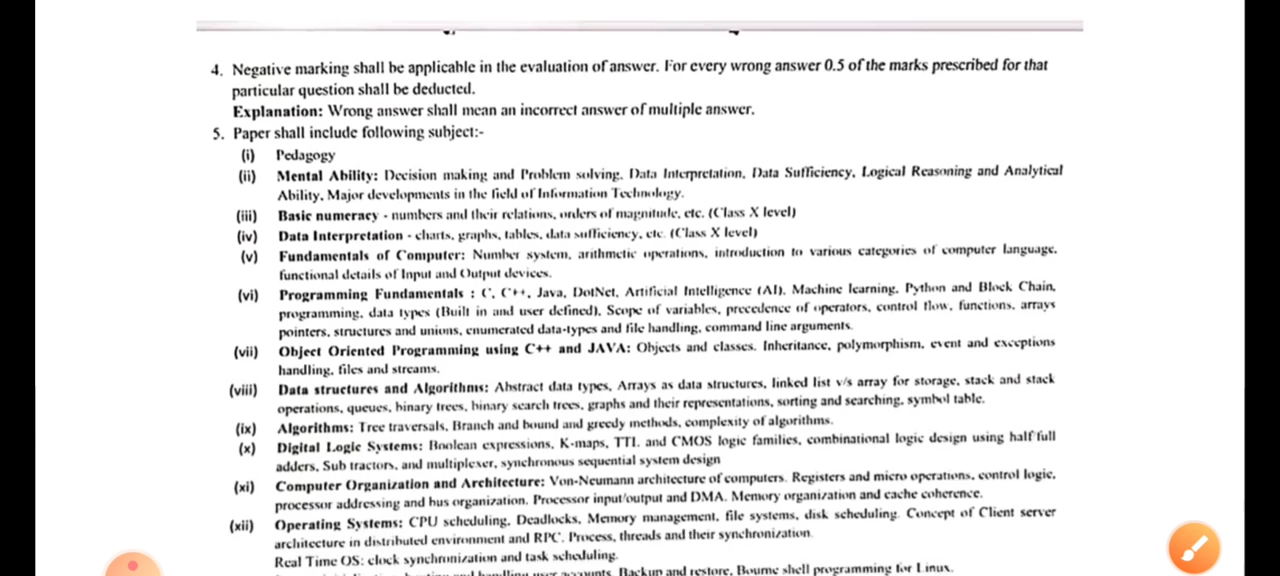 4. Negative marking shall be applicable in the evaluation of answer. For every wrong answer 0.5 of the marks prescribed for that
particular question shall be deducted.
Explanation: Wrong answer shall mean an incorrect answer of multiple answer.
5. Paper shall include following subject:-
(i) Pedagogy
(ii) Mental Ability: Decision making and Problem solving, Data Interpretation, Data Sufficiency, Logical Reasoning and Analytical
Ability, Major developments in the field of Information Technology.
(iii) Basic numeracy - numbers and their relations, orders of magnitude, etc. (Class X level)
(iv) Data Interpretation - charts, graphs, tables, data sufficiency, etc. (Class X level)
(v) Fundamentals of Computer: Number system, arithmetic operations, introduction to various categories of computer language,
functional details of Input and Output devices.
(vi) Programming Fundamentals : C, C++, Java, DotNet, Artificial Intelligence (AI), Machine learning, Python and Block Chain,
programming, data types (Built in and user defined), Scope of variables, precedence of operators, control flow, functions, arrays
pointers, structures and unions, enumerated data-types and file handling, command line arguments.
(vii) Object Oriented Programming using C++ and JAVA: Objects and classes. Inheritance, polymorphism, event and exceptions
handling, files and streams.
(viii) Data structures and Algorithms: Abstract data types, Arrays as data structures, linked list v/s array for storage, stack and stack
operations, queues, binary trees, binary search trees, graphs and their representations, sorting and searching, symbol table.
(ix) Algorithms: Tree traversals, Branch and bound and greedy methods, complexity of algorithms.
(x) Digital Logic Systems: Boolean expressions, K-maps, TTL and CMOS logic families, combinational logic design using half/full
adders, Sub tractors, and multiplexer, synchronous sequential system design
(xi) Computer Organization and Architecture: Von-Neumann architecture of computers. Registers and micro operations, control logic,
processor addressing and bus organization. Processor input/output and DMA. Memory organization and cache coherence.
(xii) Operating Systems: CPU scheduling, Deadlocks, Memory management, file systems, disk scheduling. Concept of Client server
architecture in distributed environment and RPC. Process, threads and their synchronization.
Real Time OS: clock synchronization and task scheduling.
and handling user accounts, Backup and restore, Bourne shell programming for Linux.